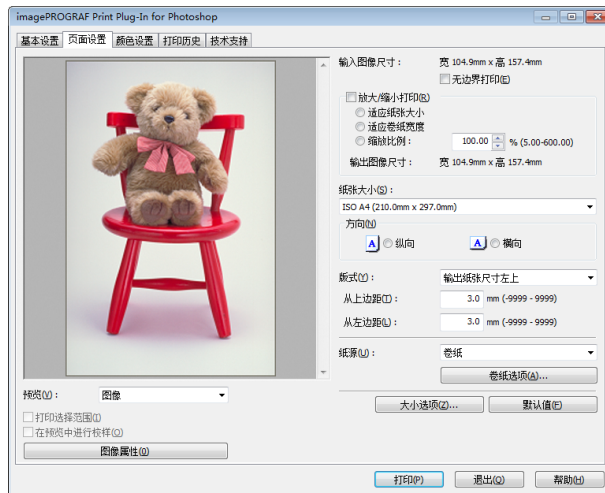 imagePROGRAF Print Plug-In for Photoshop
基本设置 页面设置 颜色设置 打印历史 技术支持
输入图像尺寸： 宽 104.9mm x 高 157.4mm
无边界打印(E)
放大/缩小打印(R)
适应纸张大小
适应卷纸宽度
缩放比例： 100.00 % (5.00-600.00)
输出图像尺寸： 宽 104.9mm x 高 157.4mm
纸张大小(S)：
ISO A4 (210.0mm x 297.0mm)
方向(N)
A 纵向 A 横向
版式(Y)： 输出纸张尺寸左上
从上边距(T)： 3.0 mm (-9999 - 9999)
从左边距(L)： 3.0 mm (-9999 - 9999)
纸源(U)： 卷纸
卷纸选项(A)...
大小选项(Z)... 默认值(F)
预览(V)： 图像
打印选择范围(I)
在预览中进行校样(O)
图像属性(0)
打印(P) 退出(Q) 帮助(H)